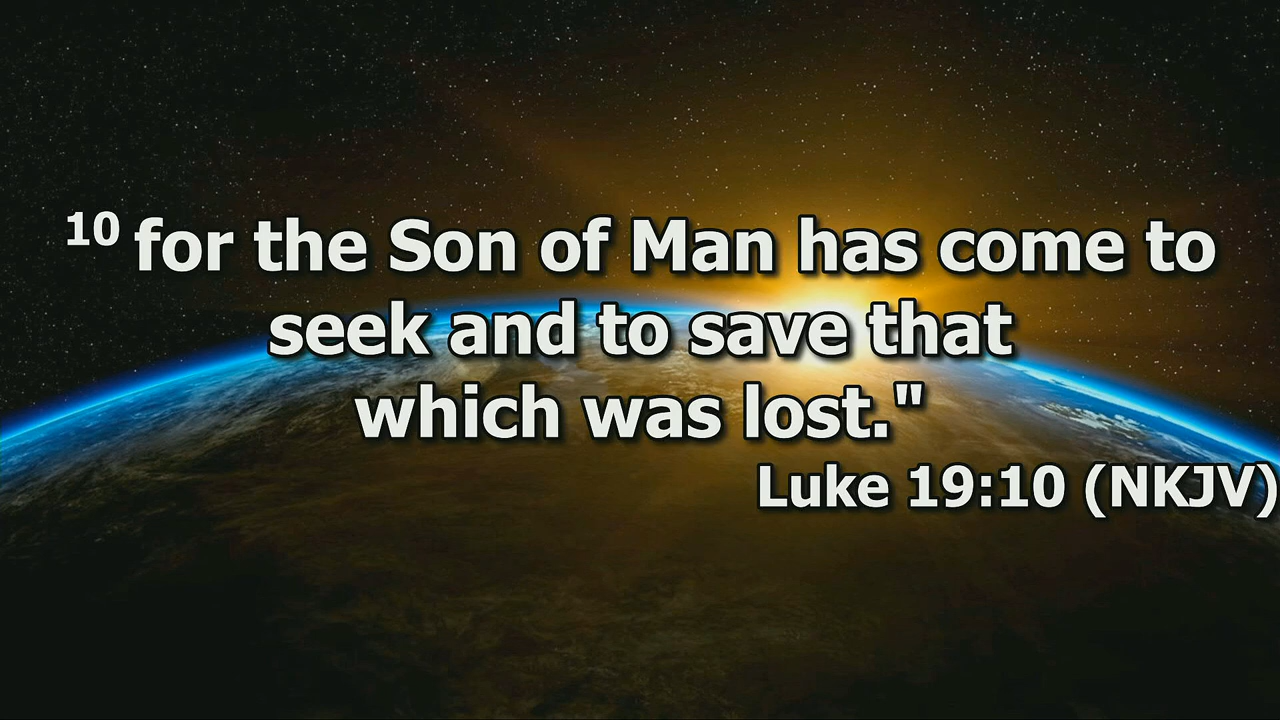 10 for the Son of Man has come to
seek and to save that
which was lost."
Luke 19:10 (NKJV)